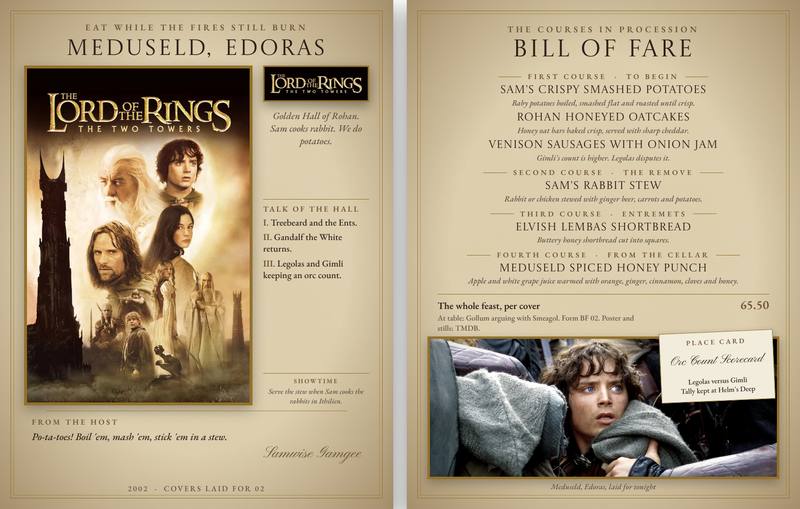 EAT WHILE THE FIRES STILL BURN
MEDUSELD, EDORAS
THE
LORD OF THE RINGS
THE TWO TOWERS
THE
LORD OF THE RINGS
THE TWO TOWERS
Golden Hall of Rohan.
Sam cooks rabbit. We do
potatoes.
TALK OF THE HALL
I. Treebeard and the Ents.
II. Gandalf the White
returns.
III. Legolas and Gimli
keeping an orc count.
SHOWTIME
Serve the stew when Sam cooks the
rabbits in Ithilien.
FROM THE HOST
Po-ta-toes! Boil 'em, mash 'em, stick 'em in a stew.
Samwise Gamgee
2002 · COVERS LAID FOR 02
THE COURSES IN PROCESSION
BILL OF FARE
FIRST COURSE · TO BEGIN
SAM'S CRISPY SMASHED POTATOES
Baby potatoes boiled, smashed flat and roasted until crisp.
ROHAN HONEYED OATCAKES
Honey oat bars baked crisp, served with sharp cheddar.
VENISON SAUSAGES WITH ONION JAM
Gimli's count is higher. Legolas disputes it.
SECOND COURSE · THE REMOVE
SAM'S RABBIT STEW
Rabbit or chicken stewed with ginger beer, carrots and potatoes.
THIRD COURSE · ENTREMETS
ELVISH LEMBAS SHORTBREAD
Buttery honey shortbread cut into squares.
FOURTH COURSE · FROM THE CELLAR
MEDUSELD SPICED HONEY PUNCH
Apple and white grape juice warmed with orange, ginger, cinnamon, cloves and honey.
The whole feast, per cover 65.50
At table: Gollum arguing with Smeagol. Form BF 02. Poster and
stills: TMDB.
PLACE CARD
Orc Count Scorecard
Legolas versus Gimli
Tally kept at Helm's Deep
Meduseld, Edoras, laid for tonight